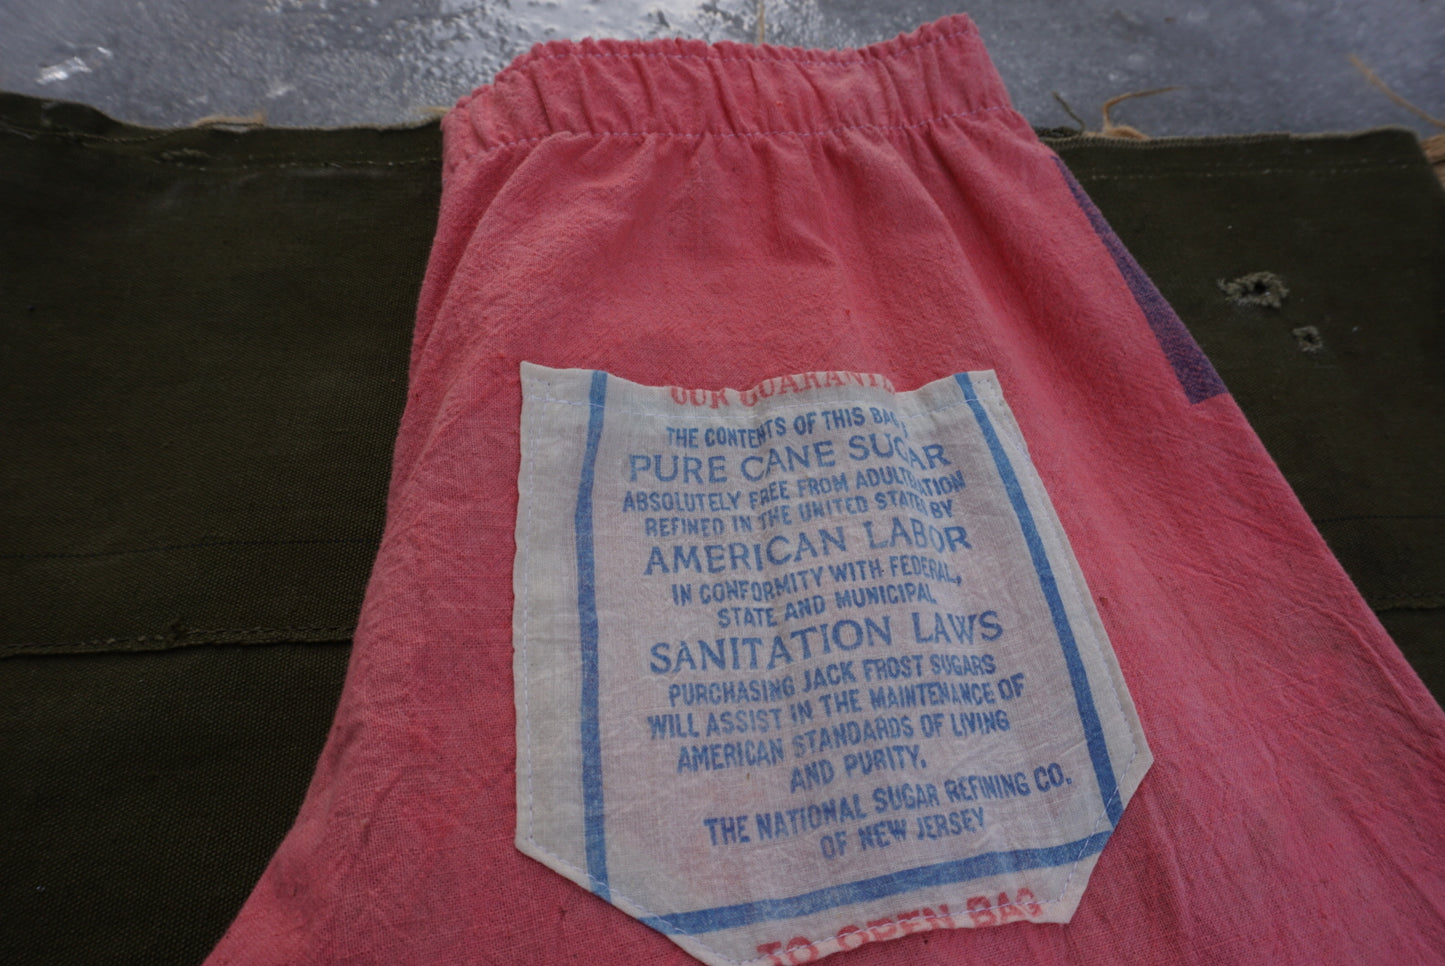 OUR GUARANTE
THE CONTENTS OF THIS BAG
PURE CANE SUGAR
ABSOLUTELY FREE FROM ADULTERATION
REFINED IN THE UNITED STATES BY
AMERICAN LABOR
IN CONFORMITY WITH FEDERAL,
STATE AND MUNICIPAL
SANITATION LAWS
PURCHASING JACK FROST SUGARS
WILL ASSIST IN THE MAINTENANCE OF
AMERICAN STANDARDS OF LIVING
AND PURITY.
THE NATIONAL SUGAR REFINING CO.
OF NEW JERSEY
TO OPEN BAG